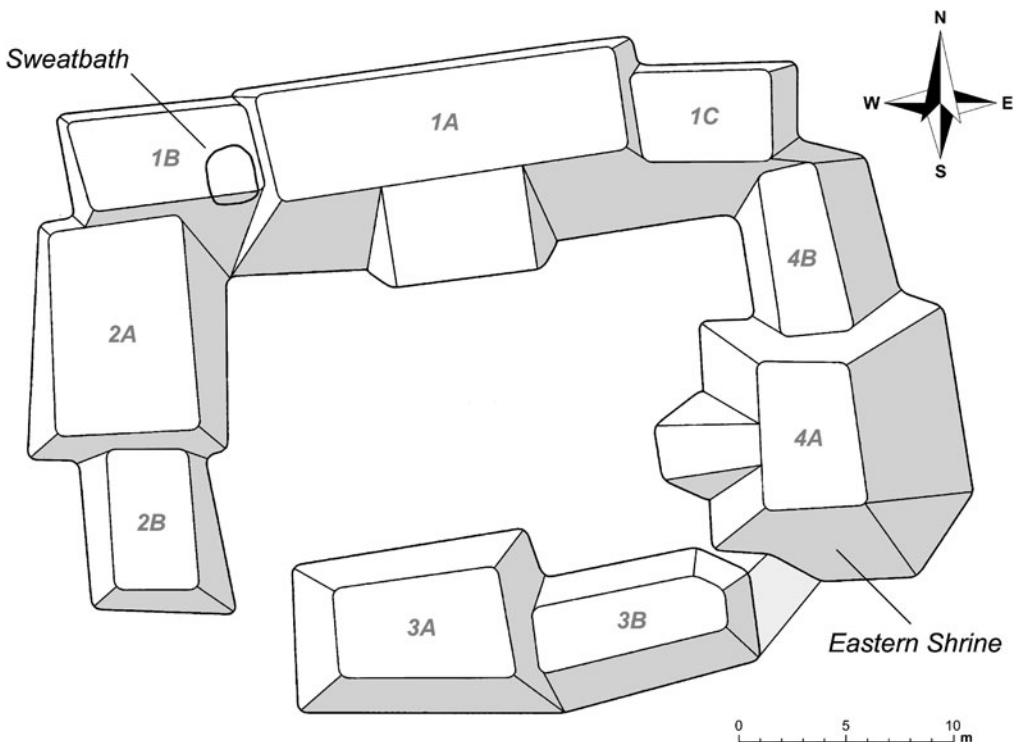 N
Sweatbath
W
E
S
1A
1C
1B
4B
2A
4A
2B
3A
3B
Eastern Shrine
0 5 10
m